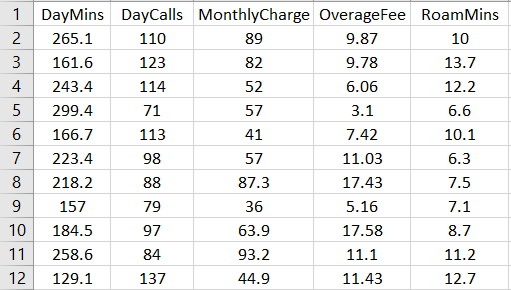 1 DayMins DayCalls MonthlyCharge OverageFee RoamMins
2 265.1 110 89 9.87 10
3 161.6 123 82 9.78 13.7
4 243.4 114 52 6.06 12.2
5 299.4 71 57 3.1 6.6
6 166.7 113 41 7.42 10.1
7 223.4 98 57 11.03 6.3
8 218.2 88 87.3 17.43 7.5
9 157 79 36 5.16 7.1
10 184.5 97 63.9 17.58 8.7
11 258.6 84 93.2 11.1 11.2
12 129.1 137 44.9 11.43 12.7